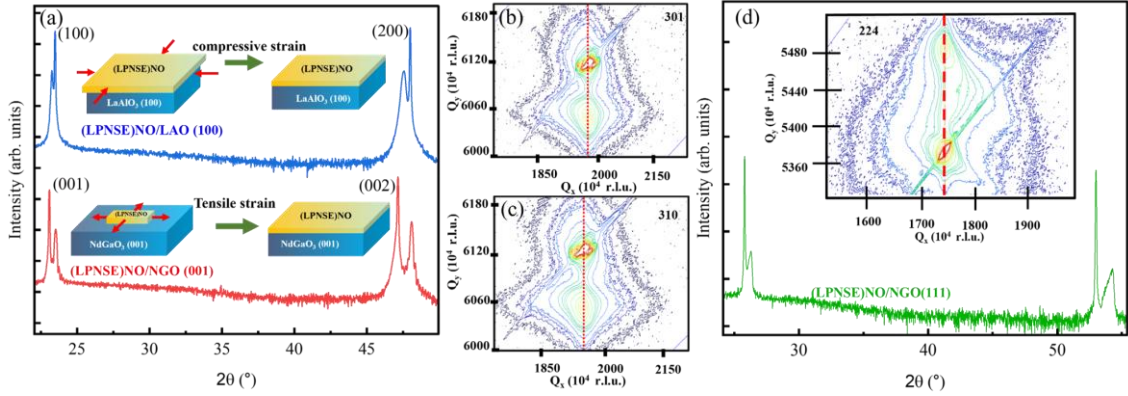 (a)
(100)
(200)
compressive strain
(LPNSE)NO
(LPNSE)NO
LaAlO₃ (100)
LaAlO₃ (100)
(LPNSE)NO/LAO (100)
(001)
(002)
Tensile strain
(LPNSE)NO
(LPNSE)NO
NdGaO₃ (001)
NdGaO₃ (001)
(LPNSE)NO/NGO (001)
Intensity (arb. units)
25
30
35
40
45
2θ (°)
(b)
301
6180
6120
6060
6000
Qy (10⁴ r.l.u.)
1850
2000
2150
Qx (10⁴ r.l.u.)
(c)
310
6180
6120
6060
6000
Qy (10⁴ r.l.u.)
1850
2000
2150
Qx (10⁴ r.l.u.)
(d)
224
5480
5400
5360
Qy (10⁴ r.l.u.)
1600
1700
1800
1900
Qx (10⁴ r.l.u.)
(LPNSE)NO/NGO(111)
Intensity (arb. units)
30
40
50
2θ (°)